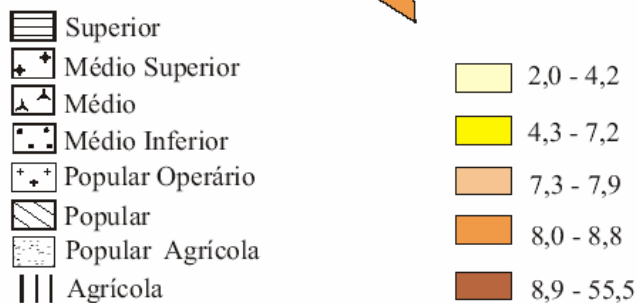 Superior
Médio Superior
Médio
Médio Inferior
Popular Operário
Popular
Popular Agrícola
Agrícola
2,0 - 4,2
4,3 - 7,2
7,3 - 7,9
8,0 - 8,8
8,9 - 55,5